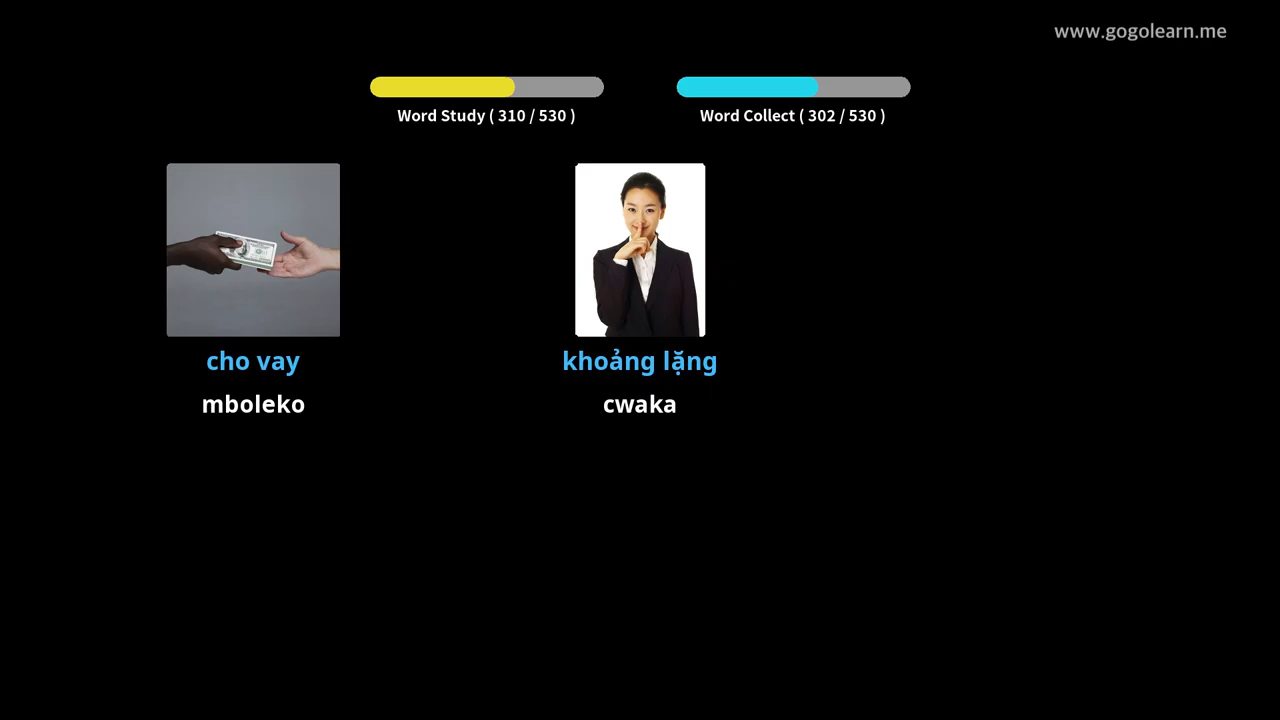 www.gogolearn.me
Word Study ( 310 / 530 )
Word Collect ( 302 / 530 )
cho vay
khoảng lặng
mboleko
cwaka